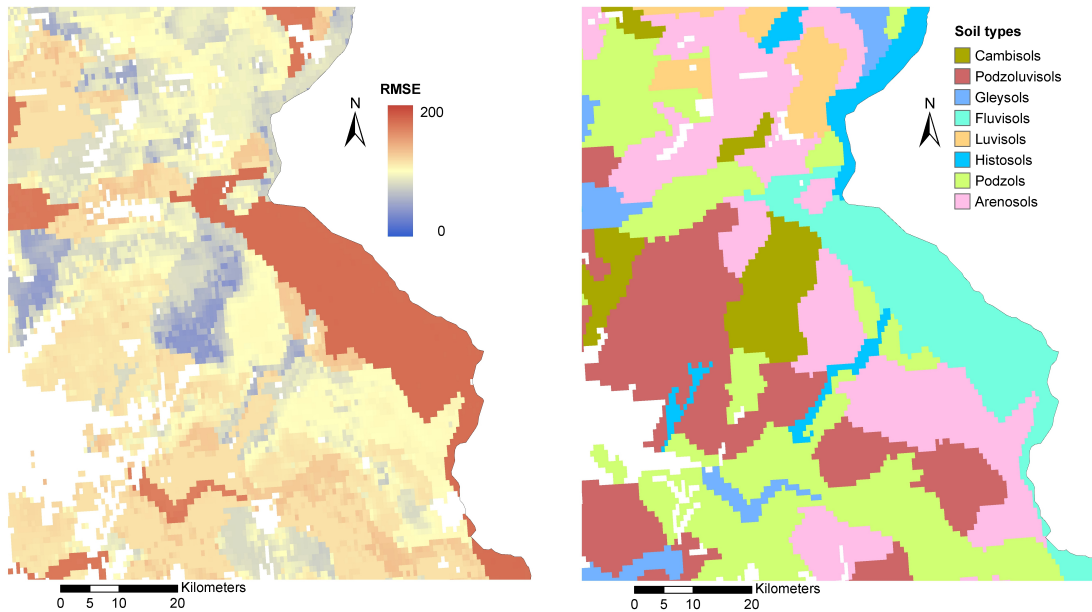 RMSE
200
0
N
Kilometers
0 5 10 20
Soil types
Cambisols
Podzoluvisols
Gleysols
Fluvisols
Luvisols
Histosols
Podzols
Arenosols
N
Kilometers
0 5 10 20